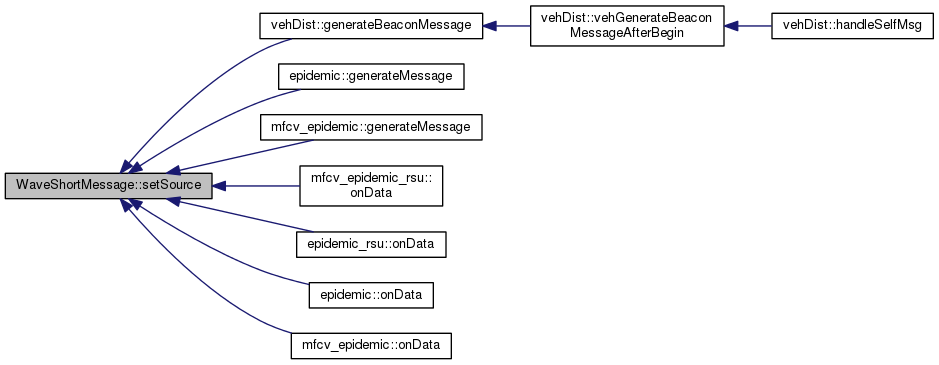 vehDist::generateBeaconMessage
vehDist::vehGenerateBeacon
MessageAfterBegin
vehDist::handleSelfMsg
epidemic::generateMessage
mfcv_epidemic::generateMessage
WaveShortMessage::setSource
mfcv_epidemic_rsu::
onData
epidemic_rsu::onData
epidemic::onData
mfcv_epidemic::onData